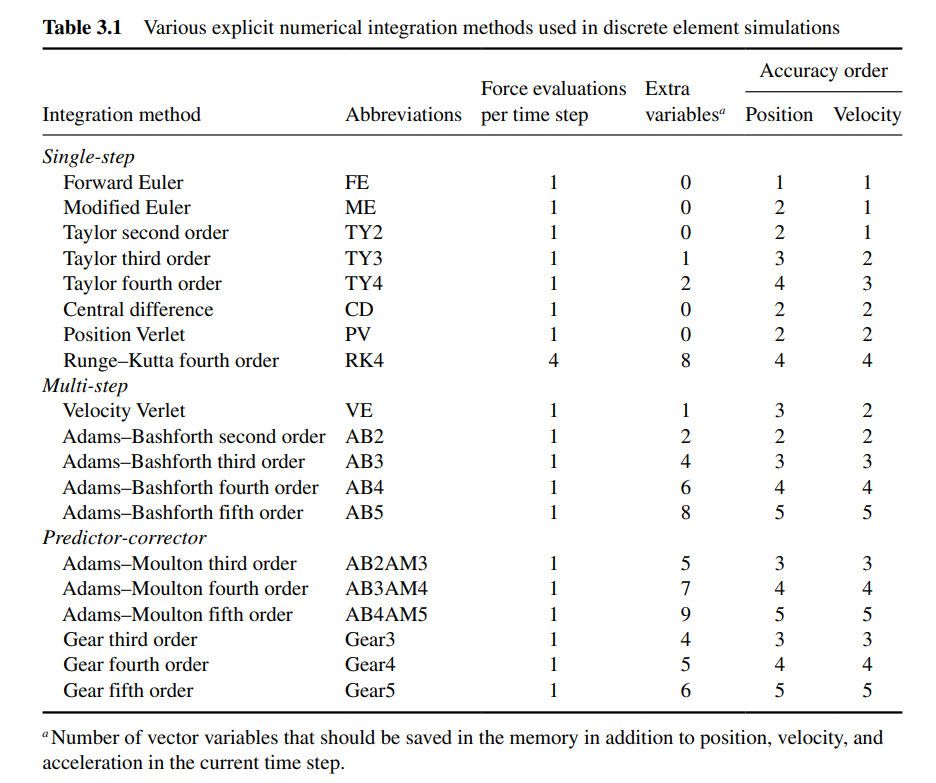 Table 3.1 Various explicit numerical integration methods used in discrete element simulations
Accuracy order
Force evaluations Extra
Integration method Abbreviations per time step variablesᵃ Position Velocity
Single-step
Forward Euler FE 1 0 1 1
Modified Euler ME 1 0 2 1
Taylor second order TY2 1 0 2 1
Taylor third order TY3 1 1 3 2
Taylor fourth order TY4 1 2 4 3
Central difference CD 1 0 2 2
Position Verlet PV 1 0 2 2
Runge–Kutta fourth order RK4 4 8 4 4
Multi-step
Velocity Verlet VE 1 1 3 2
Adams–Bashforth second order AB2 1 2 2 2
Adams–Bashforth third order AB3 1 4 3 3
Adams–Bashforth fourth order AB4 1 6 4 4
Adams–Bashforth fifth order AB5 1 8 5 5
Predictor-corrector
Adams–Moulton third order AB2AM3 1 5 3 3
Adams–Moulton fourth order AB3AM4 1 7 4 4
Adams–Moulton fifth order AB4AM5 1 9 5 5
Gear third order Gear3 1 4 3 3
Gear fourth order Gear4 1 5 4 4
Gear fifth order Gear5 1 6 5 5
ᵃNumber of vector variables that should be saved in the memory in addition to position, velocity, and
acceleration in the current time step.